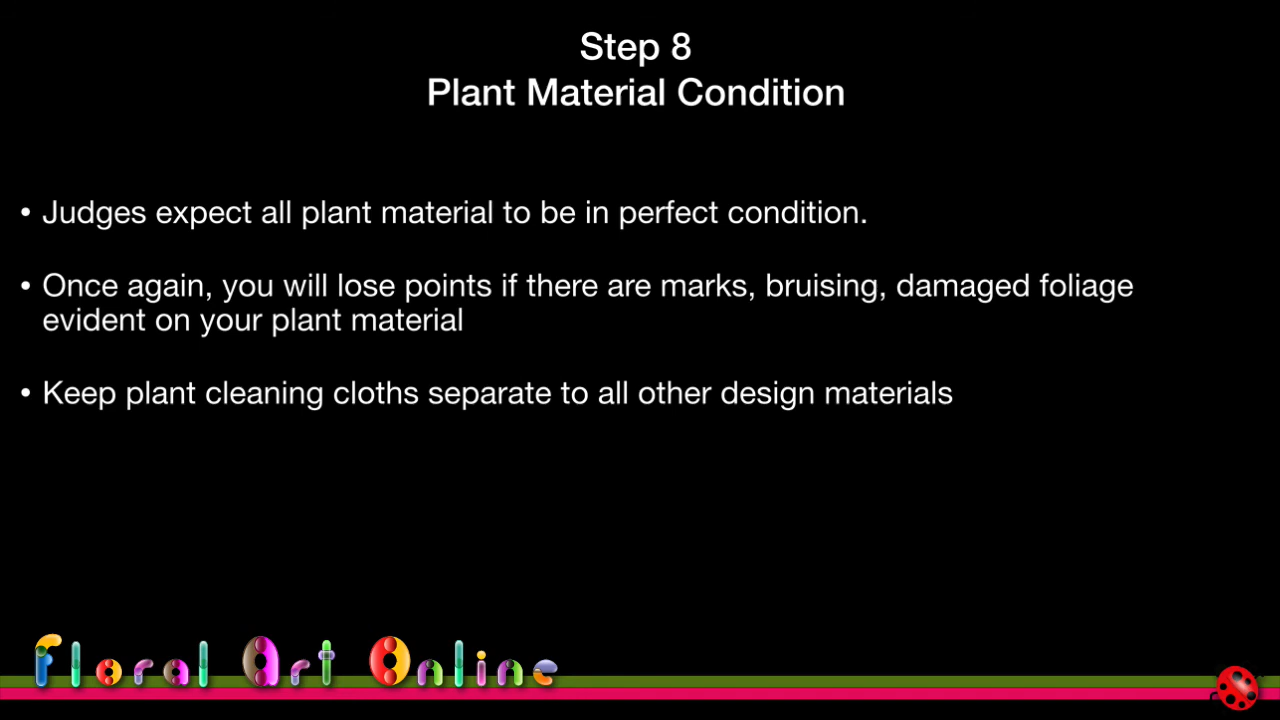 Step 8
Plant Material Condition
• Judges expect all plant material to be in perfect condition.
• Once again, you will lose points if there are marks, bruising, damaged foliage
evident on your plant material
• Keep plant cleaning cloths separate to all other design materials
Floral Art Online